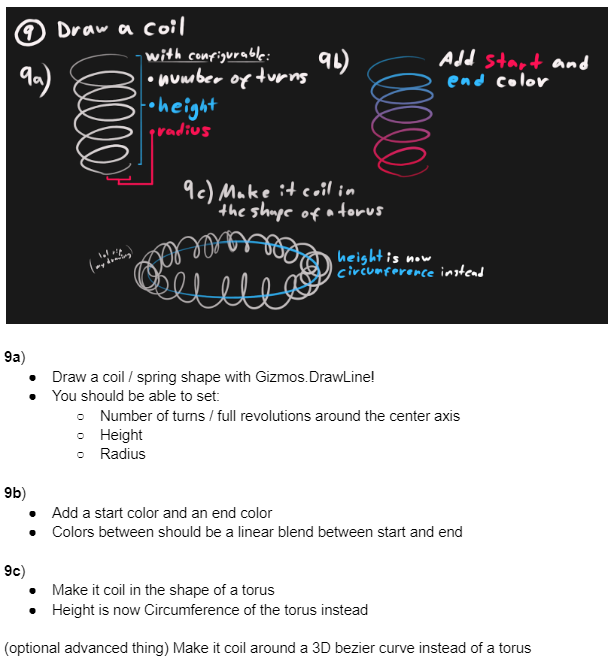 9 Draw a coil
9a)
with configurable:
• number of turns
• height
• radius
9b)
Add start and
end color
9c) Make it coil in
the shape of a torus
(lol rip
my drawing)
height is now
circumference instead
9a)
● Draw a coil / spring shape with Gizmos.DrawLine!
● You should be able to set:
○ Number of turns / full revolutions around the center axis
○ Height
○ Radius
9b)
● Add a start color and an end color
● Colors between should be a linear blend between start and end
9c)
● Make it coil in the shape of a torus
● Height is now Circumference of the torus instead
(optional advanced thing) Make it coil around a 3D bezier curve instead of a torus